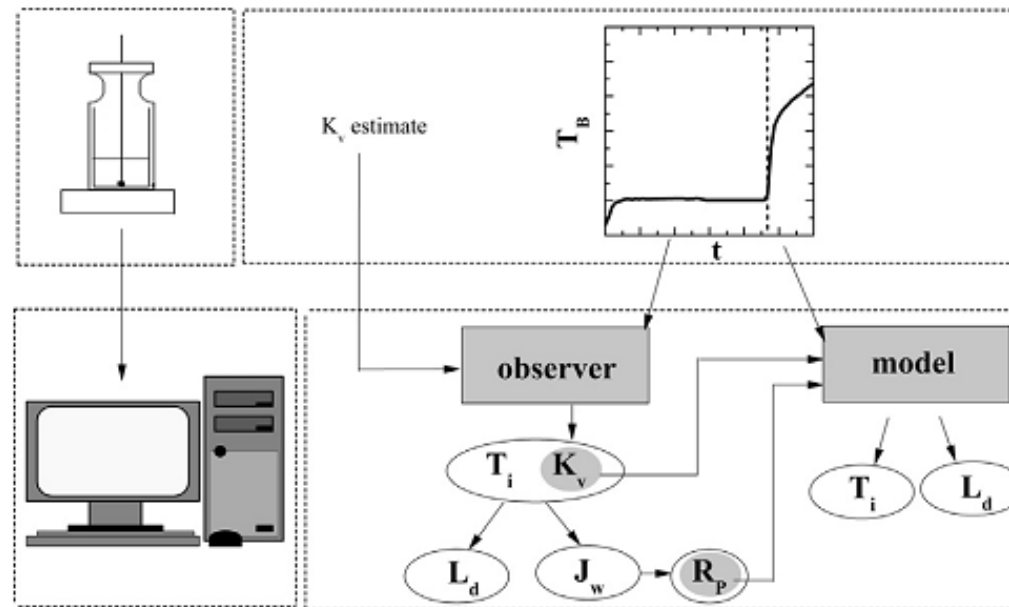 K_v estimate
T_B
t
observer
model
T_i K_v
T_i L_d
L_d J_w R_P